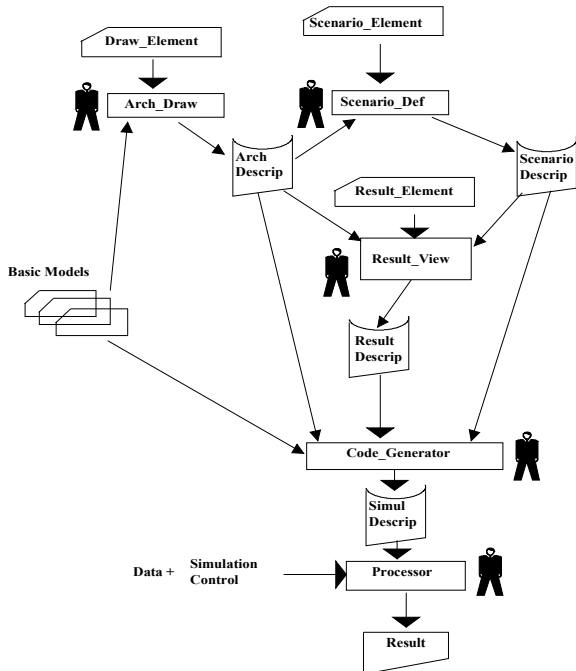 Draw_Element
Scenario_Element
Arch_Draw
Scenario_Def
Arch
Descrip
Scenario
Descrip
Result_Element
Result_View
Basic Models
Result
Descrip
Code_Generator
Simul
Descrip
Data + Simulation
Control
Processor
Result